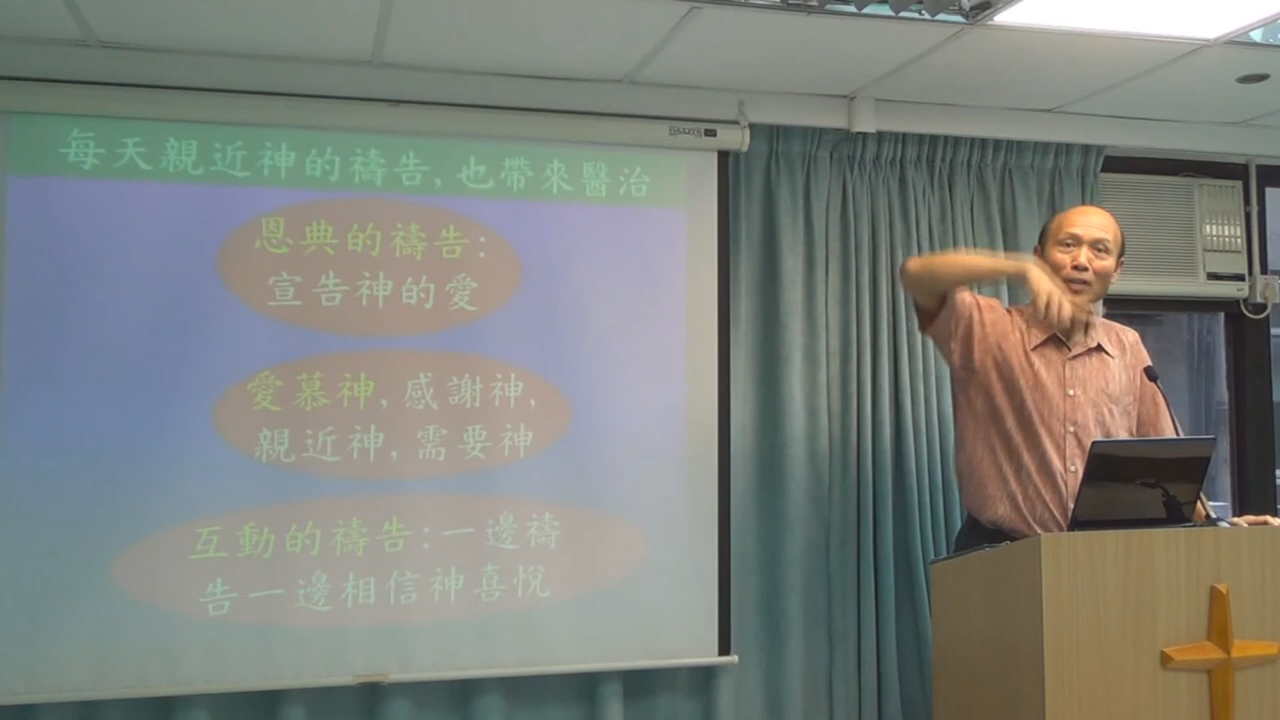 每天親近神的禱告, 也帶來醫治
恩典的禱告:
宣告神的愛
愛慕神, 感謝神,
親近神, 需要神
互動的禱告:一邊禱
告一邊相信神喜悅